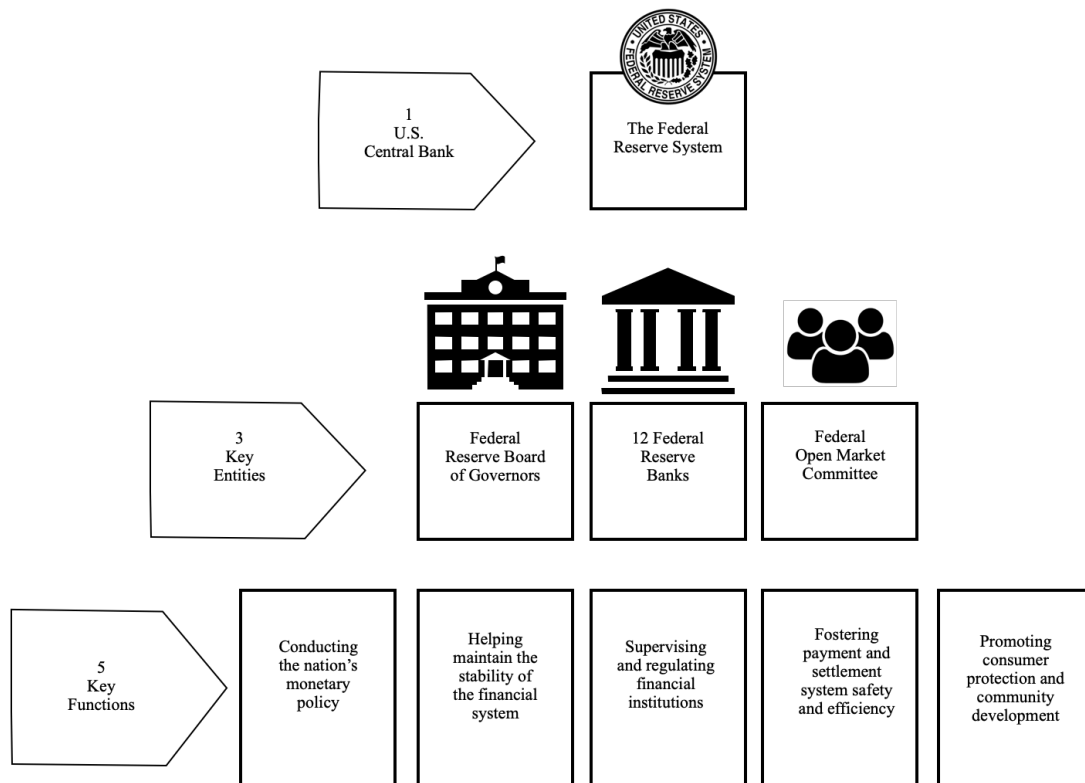 UNITED STATES
FEDERAL RESERVE SYSTEM
1
U.S.
Central Bank
The Federal
Reserve System
3
Key
Entities
Federal
Reserve Board
of Governors
12 Federal
Reserve
Banks
Federal
Open Market
Committee
5
Key
Functions
Conducting
the nation’s
monetary
policy
Helping
maintain the
stability of
the financial
system
Supervising
and regulating
financial
institutions
Fostering
payment and
settlement
system safety
and efficiency
Promoting
consumer
protection and
community
development